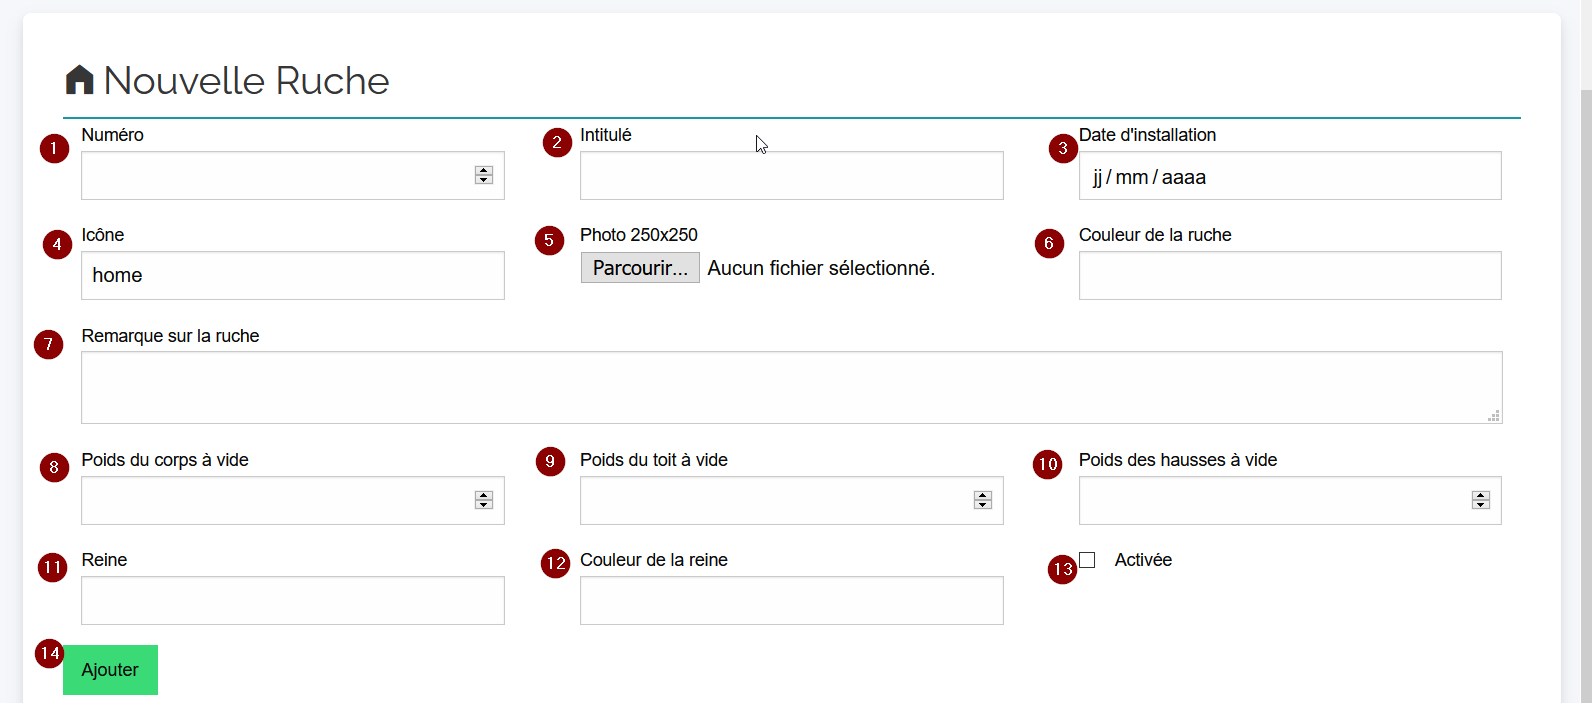 Nouvelle Ruche
1 Numéro
2 Intitulé
3 Date d'installation
jj / mm / aaaa
4 Icône
home
5 Photo 250x250
Parcourir... Aucun fichier sélectionné.
6 Couleur de la ruche
7 Remarque sur la ruche
8 Poids du corps à vide
9 Poids du toit à vide
10 Poids des hausses à vide
11 Reine
12 Couleur de la reine
13 Activée
14 Ajouter